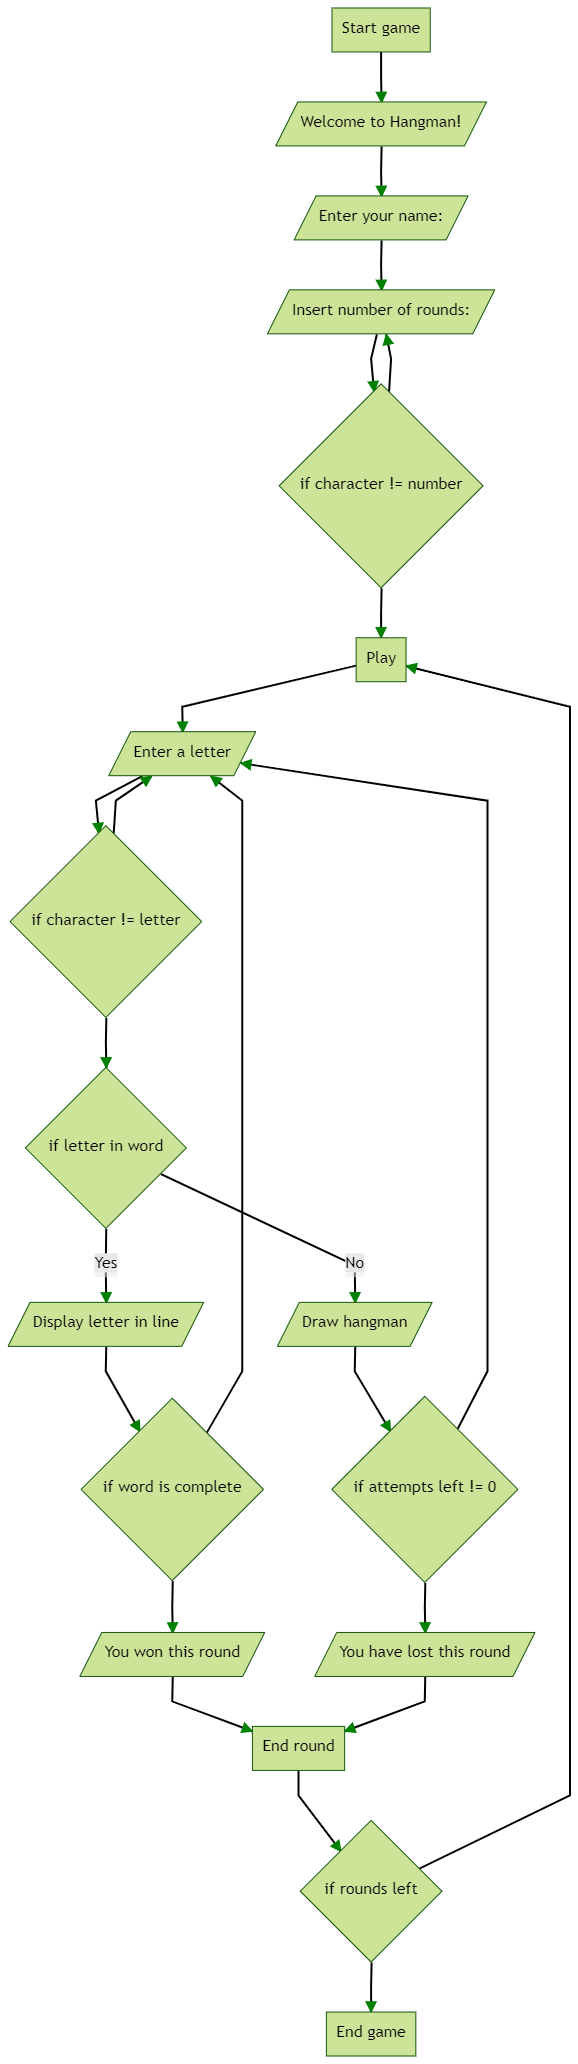 Start game
Welcome to Hangman!
Enter your name:
Insert number of rounds:
if character != number
Play
Enter a letter
if character != letter
if letter in word
Yes
No
Display letter in line
Draw hangman
if word is complete
if attempts left != 0
You won this round
You have lost this round
End round
if rounds left
End game